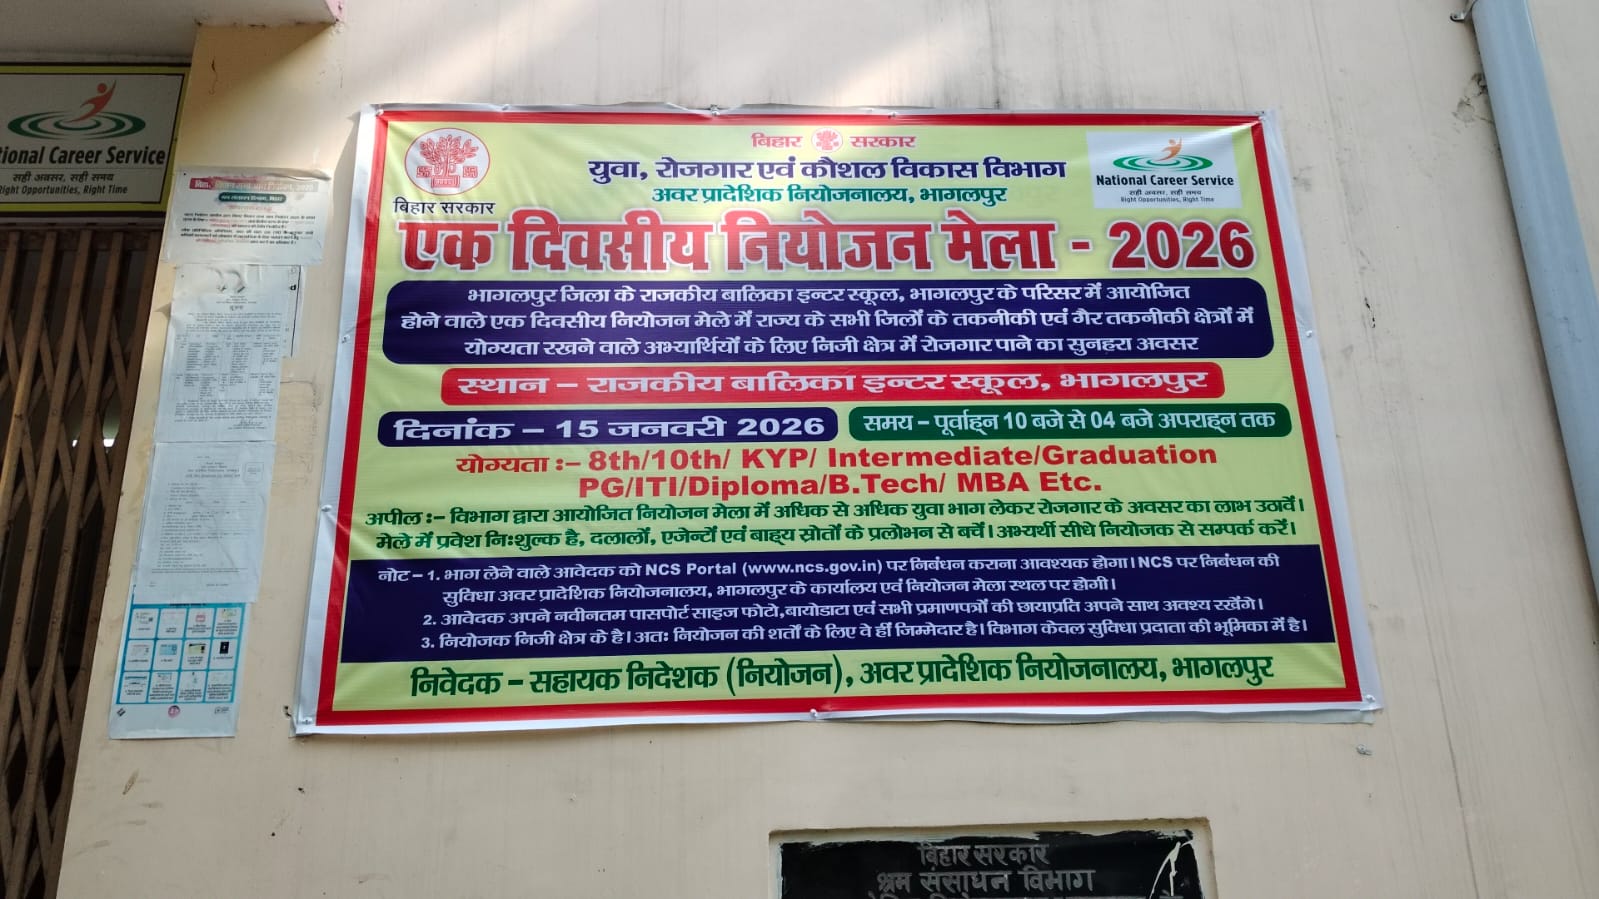 tional Career Service
सही अवसर, सही समय
Right Opportunities, Right Time
बिहार सरकार
बिहार सरकार
युवा, रोजगार एवं कौशल विकास विभाग
अवर प्रादेशिक नियोजनालय, भागलपुर
National Career Service
सही अवसर, सही समय
Right Opportunities, Right Time
एक दिवसीय नियोजन मेला - 2026
भागलपुर जिला के राजकीय बालिका इन्टर स्कूल, भागलपुर के परिसर में आयोजित
होने वाले एक दिवसीय नियोजन मेले में राज्य के सभी जिलों के तकनीकी एवं गैर तकनीकी क्षेत्रों में
योग्यता रखने वाले अभ्यार्थियों के लिए निजी क्षेत्र में रोजगार पाने का सुनहरा अवसर
स्थान – राजकीय बालिका इन्टर स्कूल, भागलपुर
दिनांक – 15 जनवरी 2026
समय – पूर्वाह्न 10 बजे से 04 बजे अपराह्न तक
योग्यता :– 8th/10th/ KYP/ Intermediate/Graduation
PG/ITI/Diploma/B.Tech/ MBA Etc.
अपील :– विभाग द्वारा आयोजित नियोजन मेला में अधिक से अधिक युवा भाग लेकर रोजगार के अवसर का लाभ उठावें।
मेले में प्रवेश निःशुल्क है, दलालों, एजेन्टों एवं बाह्य स्रोतों के प्रलोभन से बचें। अभ्यर्थी सीधे नियोजक से सम्पर्क करें।
नोट – 1. भाग लेने वाले आवेदक को NCS Portal (www.ncs.gov.in) पर निबंधन कराना आवश्यक होगा। NCS पर निबंधन की
सुविधा अवर प्रादेशिक नियोजनालय, भागलपुर के कार्यालय एवं नियोजन मेला स्थल पर होगी।
2. आवेदक अपने नवीनतम पासपोर्ट साइज फोटो, बायोडाटा एवं सभी प्रमाणपत्रों की छायाप्रति अपने साथ अवश्य रखेंगे।
3. नियोजक निजी क्षेत्र के है। अतः नियोजन की शर्तो के लिए वे हीं जिम्मेदार है। विभाग केवल सुविधा प्रदाता की भूमिका में है।
निवेदक – सहायक निदेशक (नियोजन), अवर प्रादेशिक नियोजनालय, भागलपुर
बिहार सरकार
श्रम संसाधन विभाग